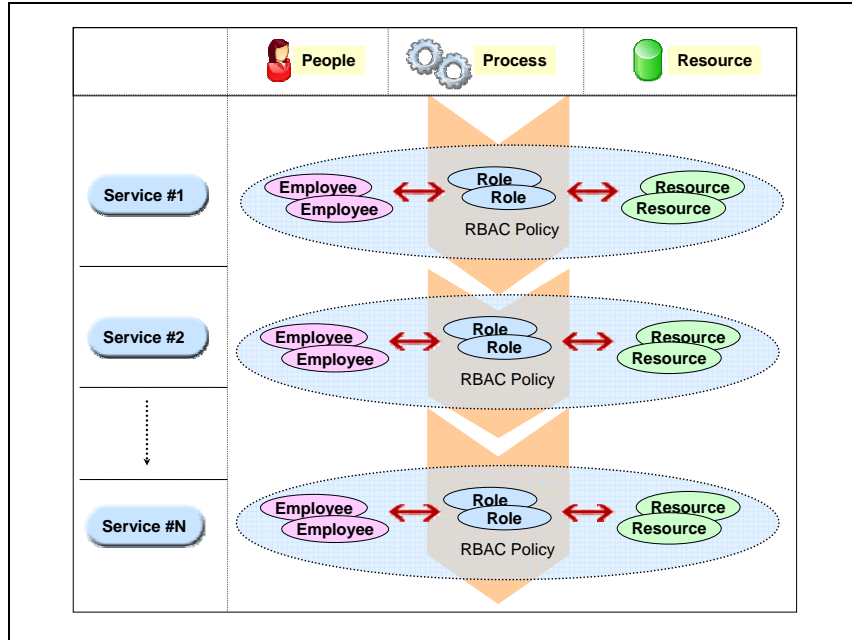 People Process Resource
Service #1
Employee
Employee
Role
Role
Resource
Resource
RBAC Policy
Service #2
Employee
Employee
Role
Role
Resource
Resource
RBAC Policy
Service #N
Employee
Employee
Role
Role
Resource
Resource
RBAC Policy